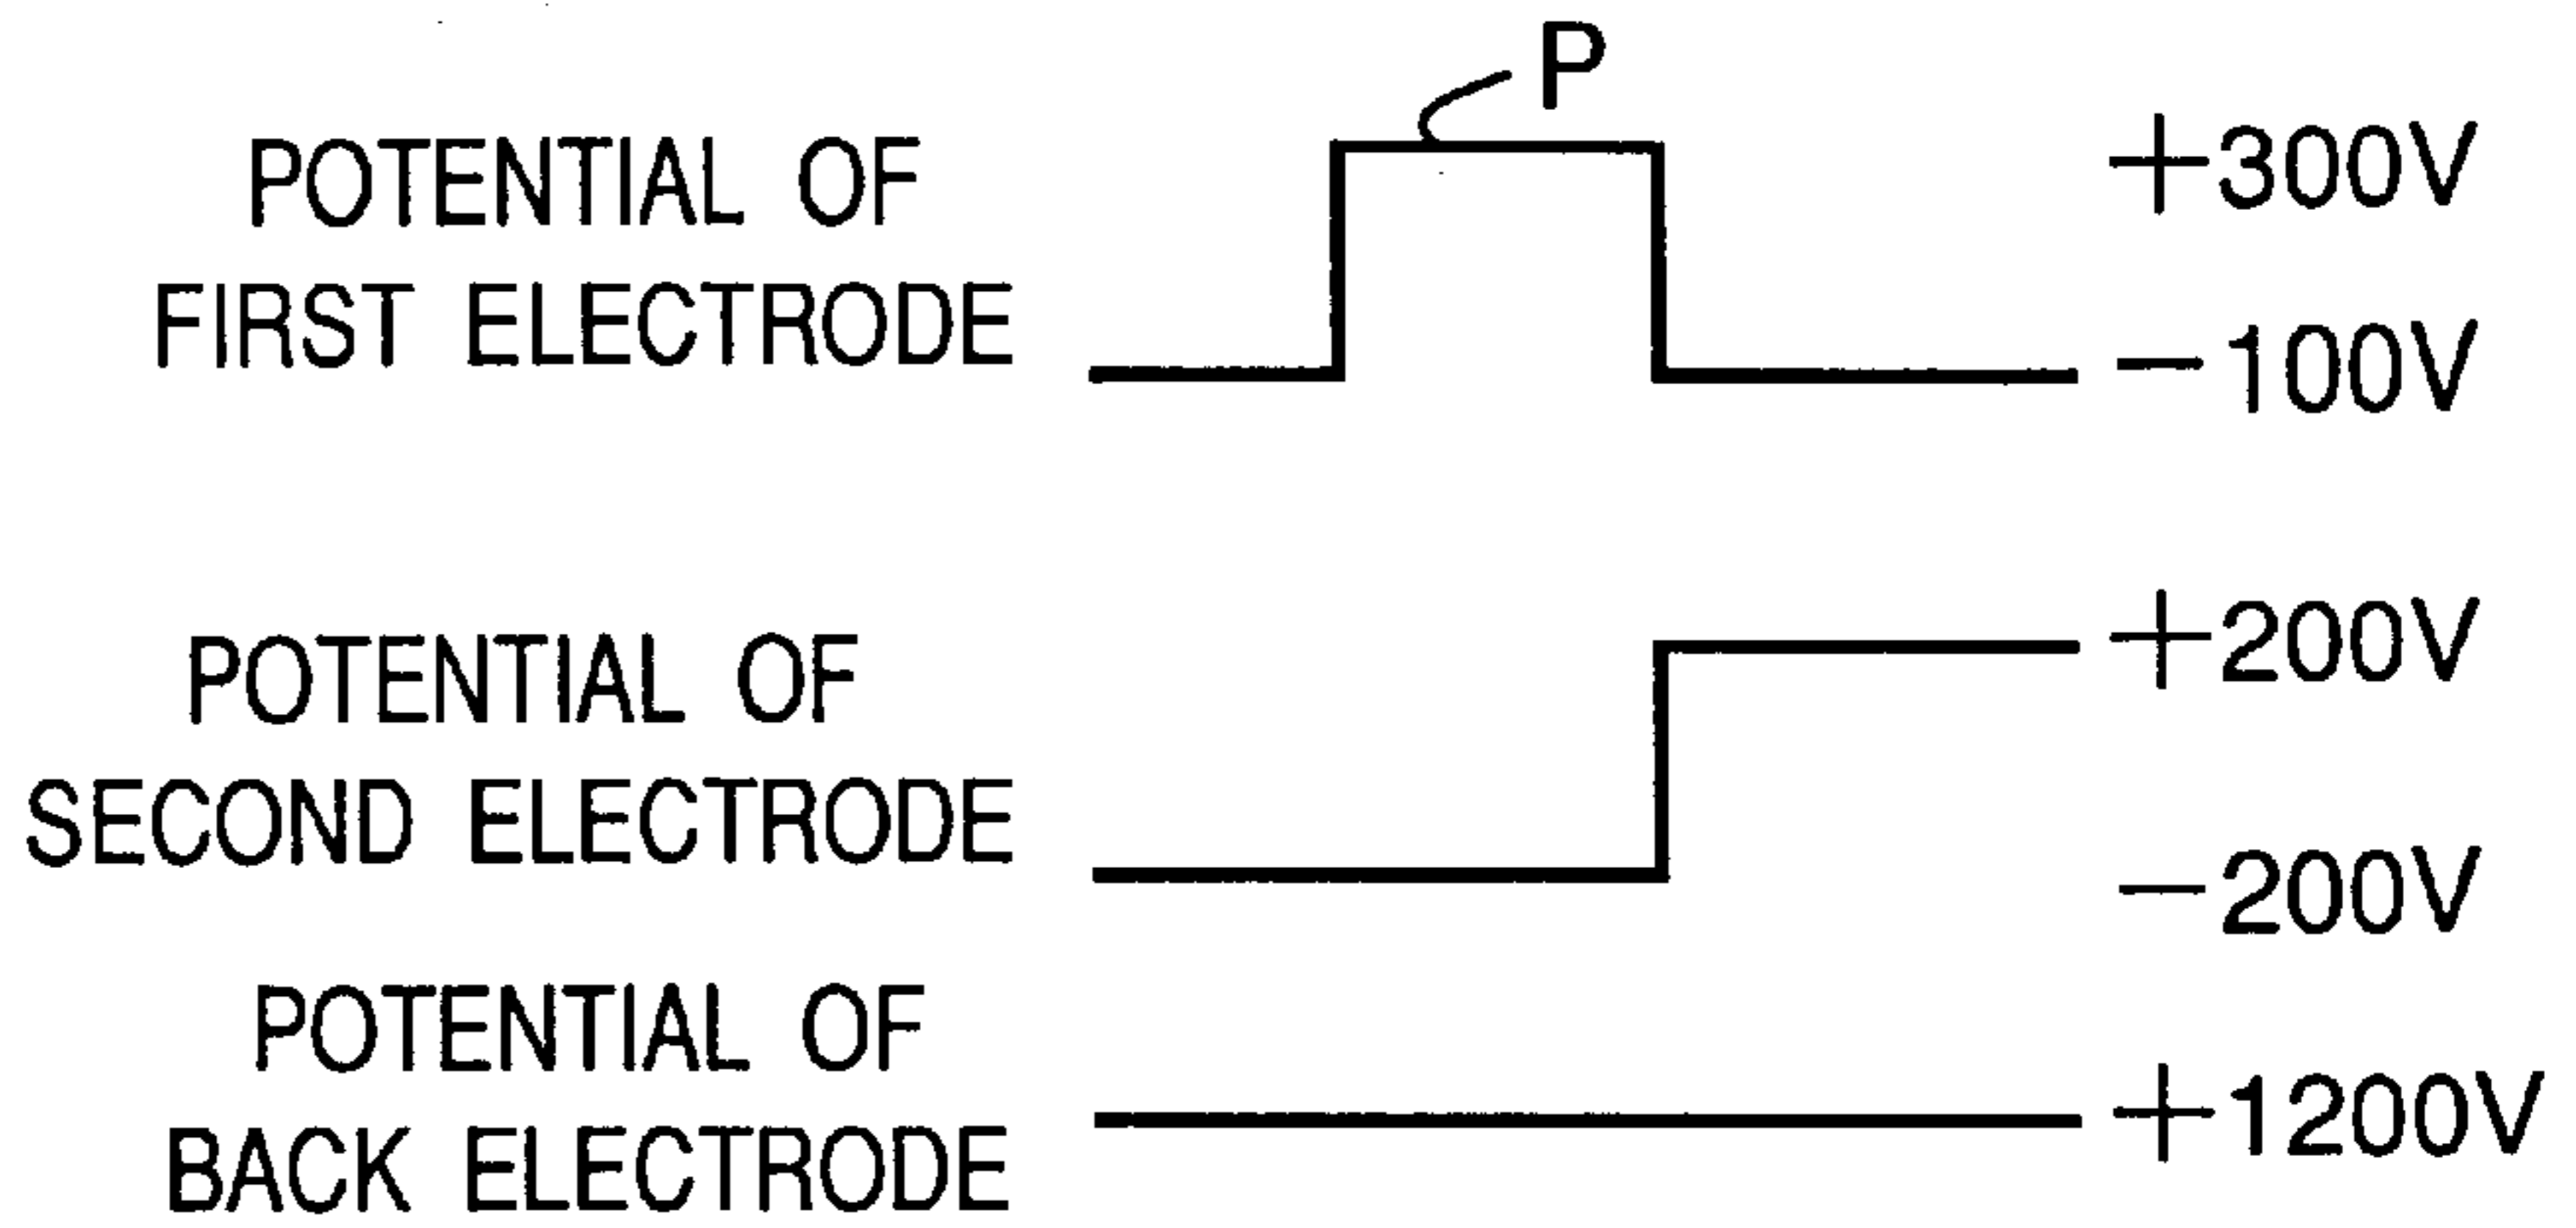 P
POTENTIAL OF
FIRST ELECTRODE
+300V
-100V
POTENTIAL OF
SECOND ELECTRODE
+200V
-200V
POTENTIAL OF
BACK ELECTRODE
+1200V